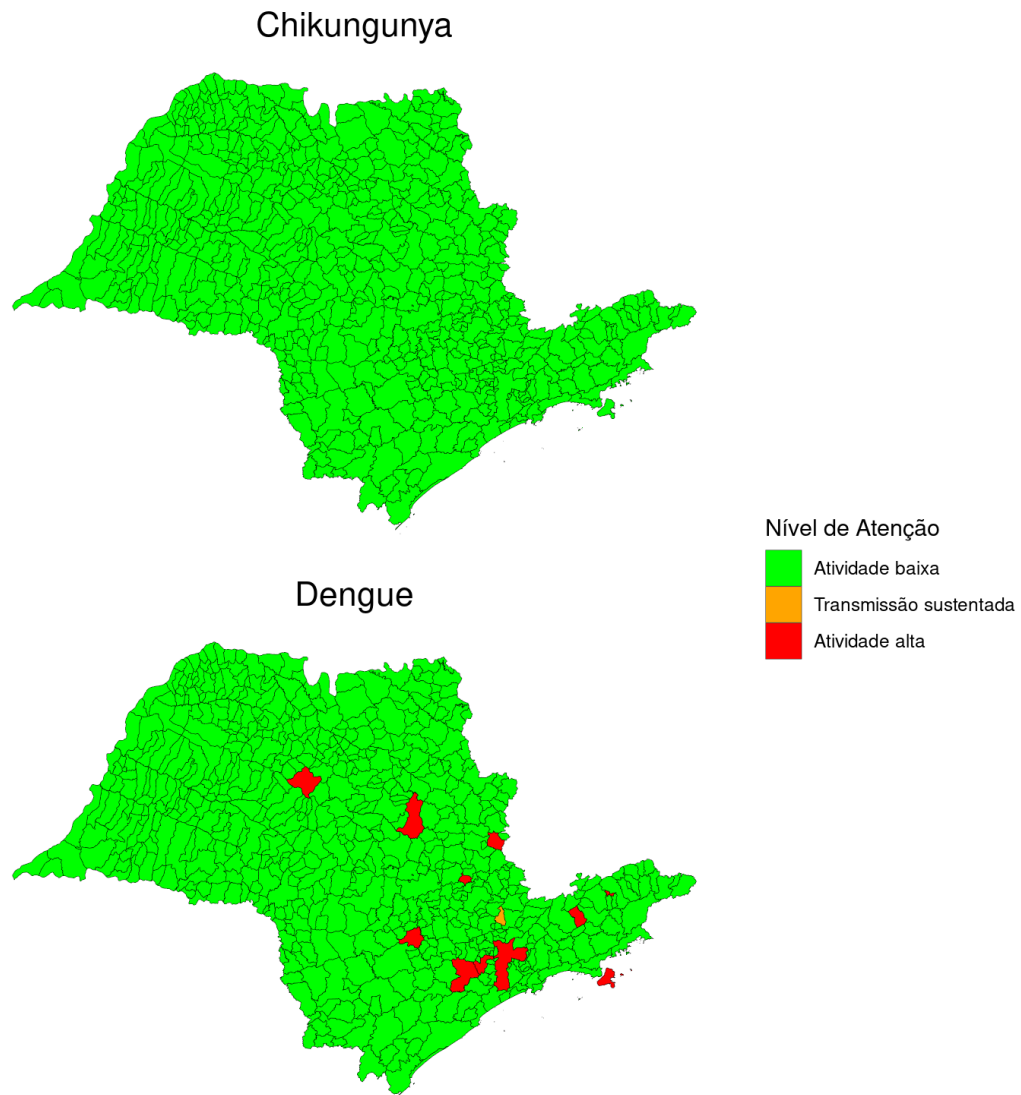 Chikungunya
Nível de Atenção
Atividade baixa
Transmissão sustentada
Atividade alta
Dengue